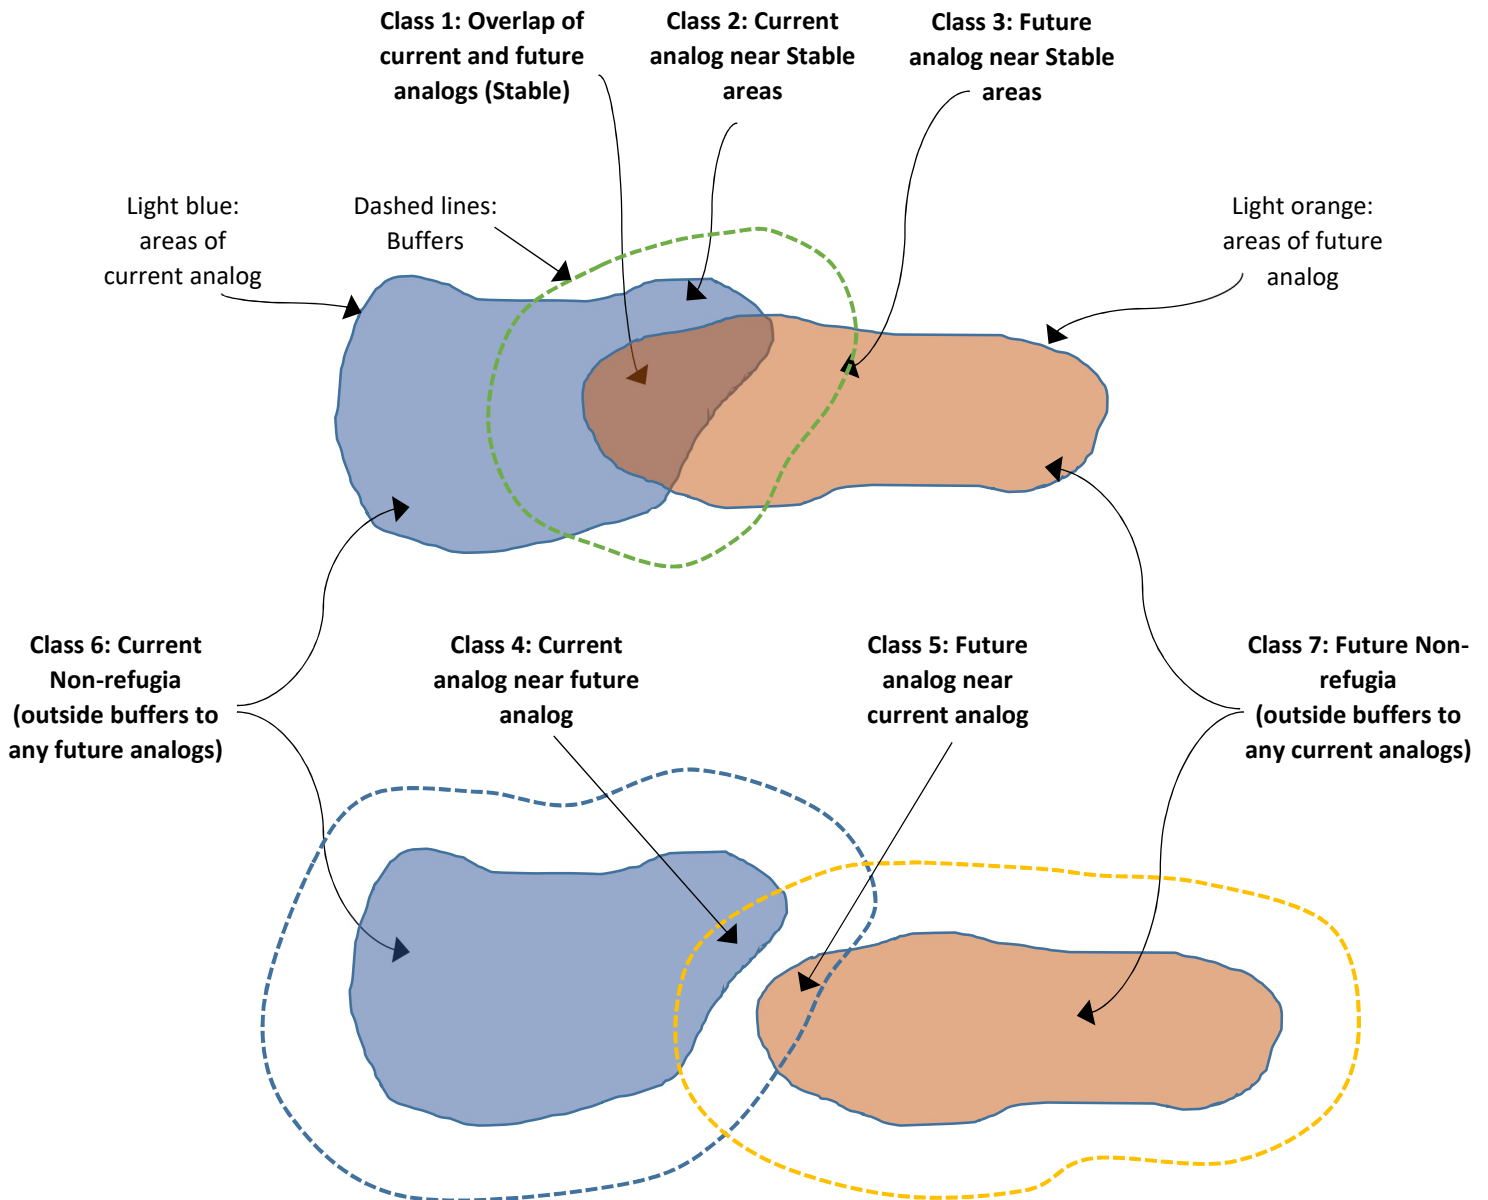 Class 1: Overlap of
current and future
analogs (Stable)
Class 2: Current
analog near Stable
areas
Class 3: Future
analog near Stable
areas
Light blue:
areas of
current analog
Dashed lines:
Buffers
Light orange:
areas of future
analog
Class 6: Current
Non-refugia
(outside buffers to
any future analogs)
Class 4: Current
analog near future
analog
Class 5: Future
analog near
current analog
Class 7: Future Non-
refugia
(outside buffers to
any current analogs)